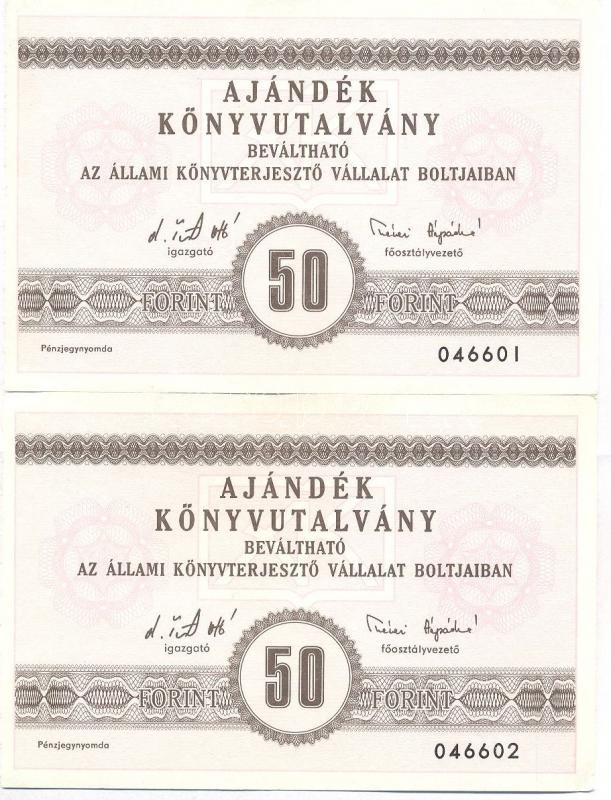 AJÁNDÉK
KÖNYVUTALVÁNY
BEVÁLTHATÓ
AZ ÁLLAMI KÖNYVTERJESZTŐ VÁLLALAT BOLTJAIBAN
igazgató
főosztályvezető
FORINT 50 FORINT
Pénzjegynyomda
046601
AJÁNDÉK
KÖNYVUTALVÁNY
BEVÁLTHATÓ
AZ ÁLLAMI KÖNYVTERJESZTŐ VÁLLALAT BOLTJAIBAN
igazgató
főosztályvezető
FORINT 50 FORINT
Pénzjegynyomda
046602